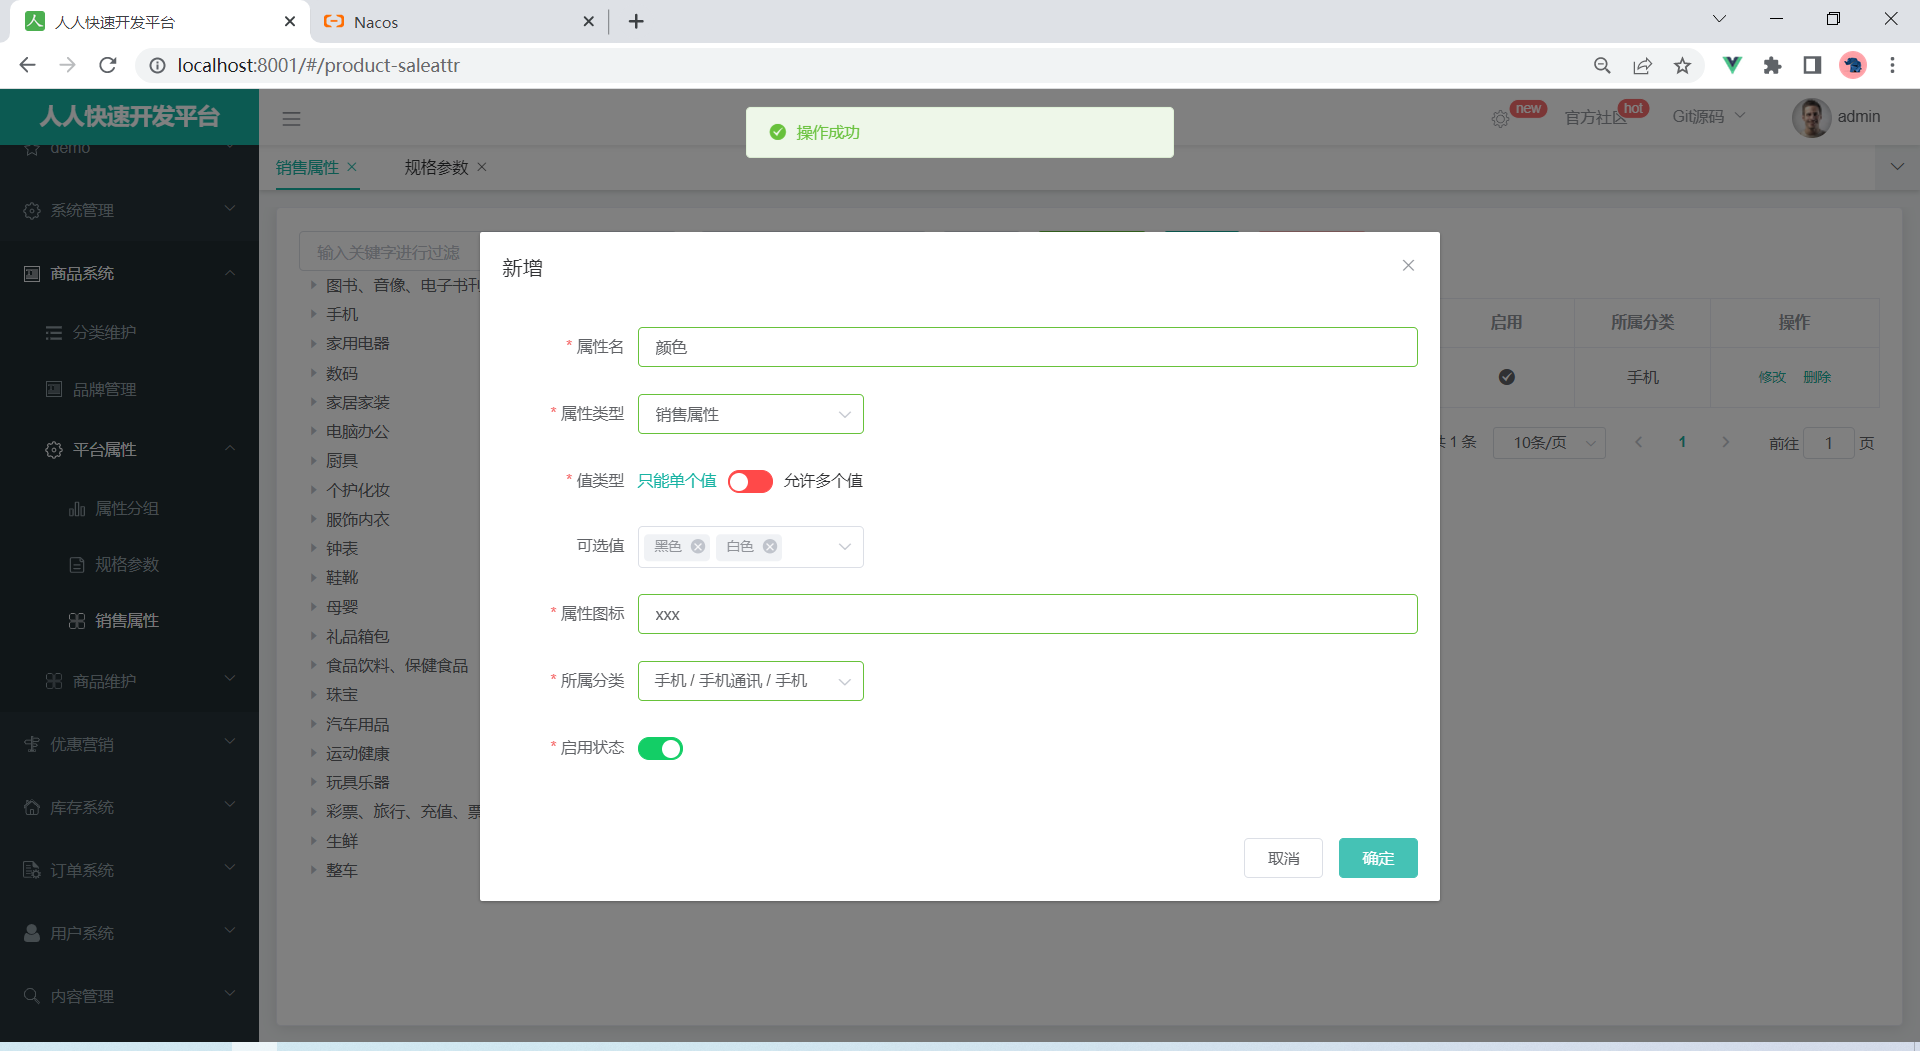 人人快速开发平台
Nacos
localhost:8001/#/product-saleattr
人人快速开发平台
new
官方社区
hot
Git源码
admin
操作成功
demo
系统管理
商品系统
分类维护
品牌管理
平台属性
属性分组
规格参数
销售属性
商品维护
优惠营销
库存系统
订单系统
用户系统
内容管理
销售属性
规格参数
输入关键字进行过滤
图书、音像、电子书刊
手机
家用电器
数码
家居家装
电脑办公
厨具
个护化妆
服饰内衣
钟表
鞋靴
母婴
礼品箱包
食品饮料、保健食品
珠宝
汽车用品
运动健康
玩具乐器
彩票、旅行、充值、票
生鲜
整车
新增
* 属性名 颜色
* 属性类型 销售属性
* 值类型 只能单个值 允许多个值
可选值 黑色 白色
* 属性图标 xxx
* 所属分类 手机 / 手机通讯 / 手机
* 启用状态
取消 确定
启用 所属分类 操作
手机 修改 删除
共 1 条 10条/页 1 前往 1 页